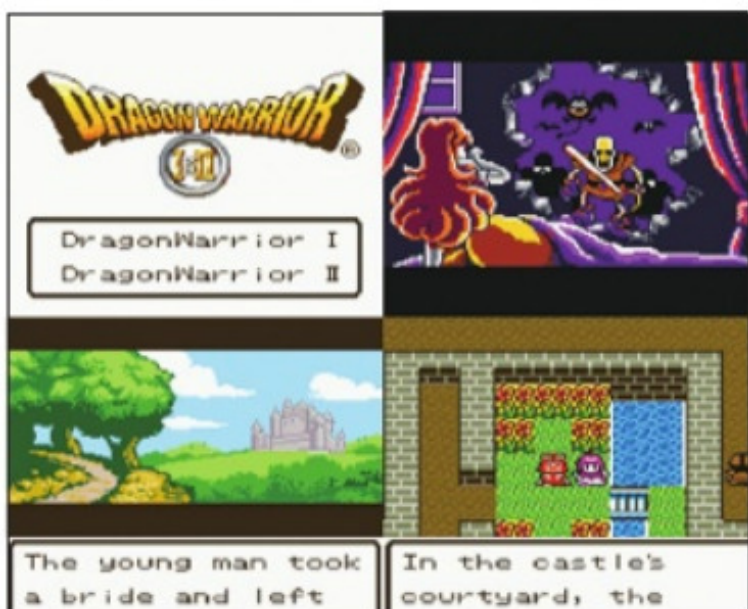 DRAGON WARRIOR
®
I·II
DragonWarrior I
DragonWarrior II
The young man took
a bride and left
In the castle's
courtyard, the